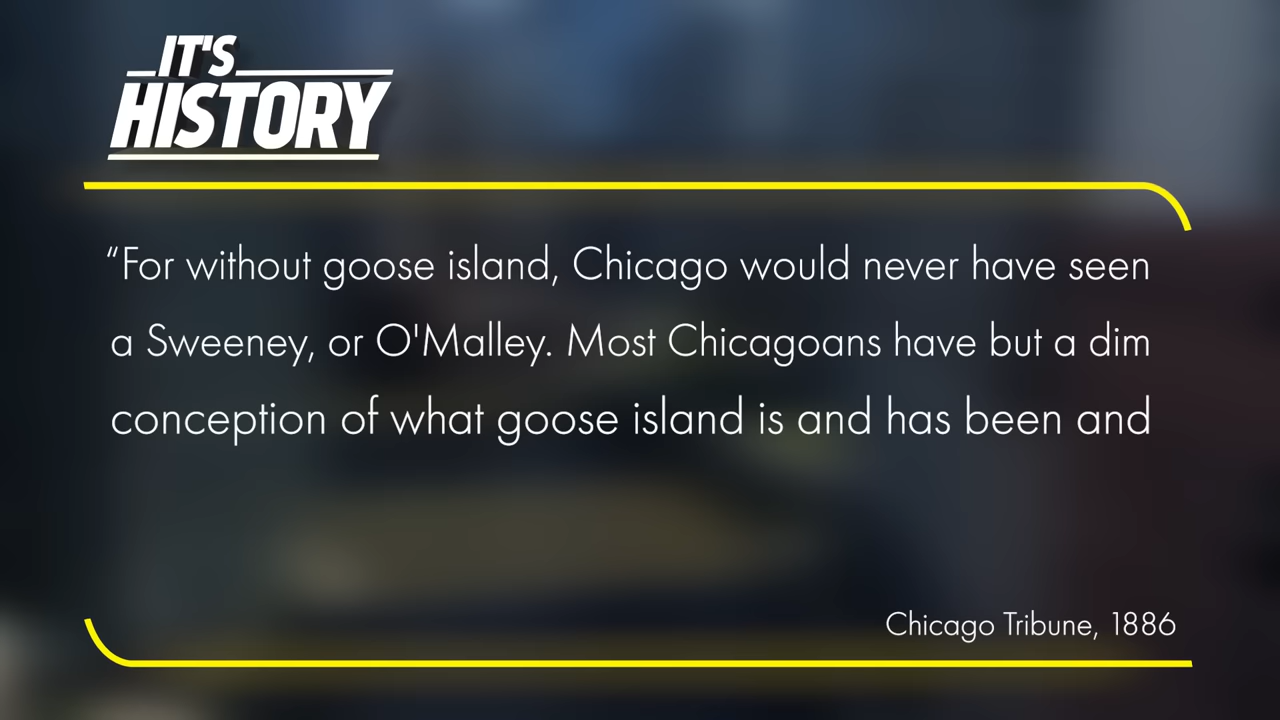 IT'S
HISTORY
“For without goose island, Chicago would never have seen
a Sweeney, or O'Malley. Most Chicagoans have but a dim
conception of what goose island is and has been and
Chicago Tribune, 1886